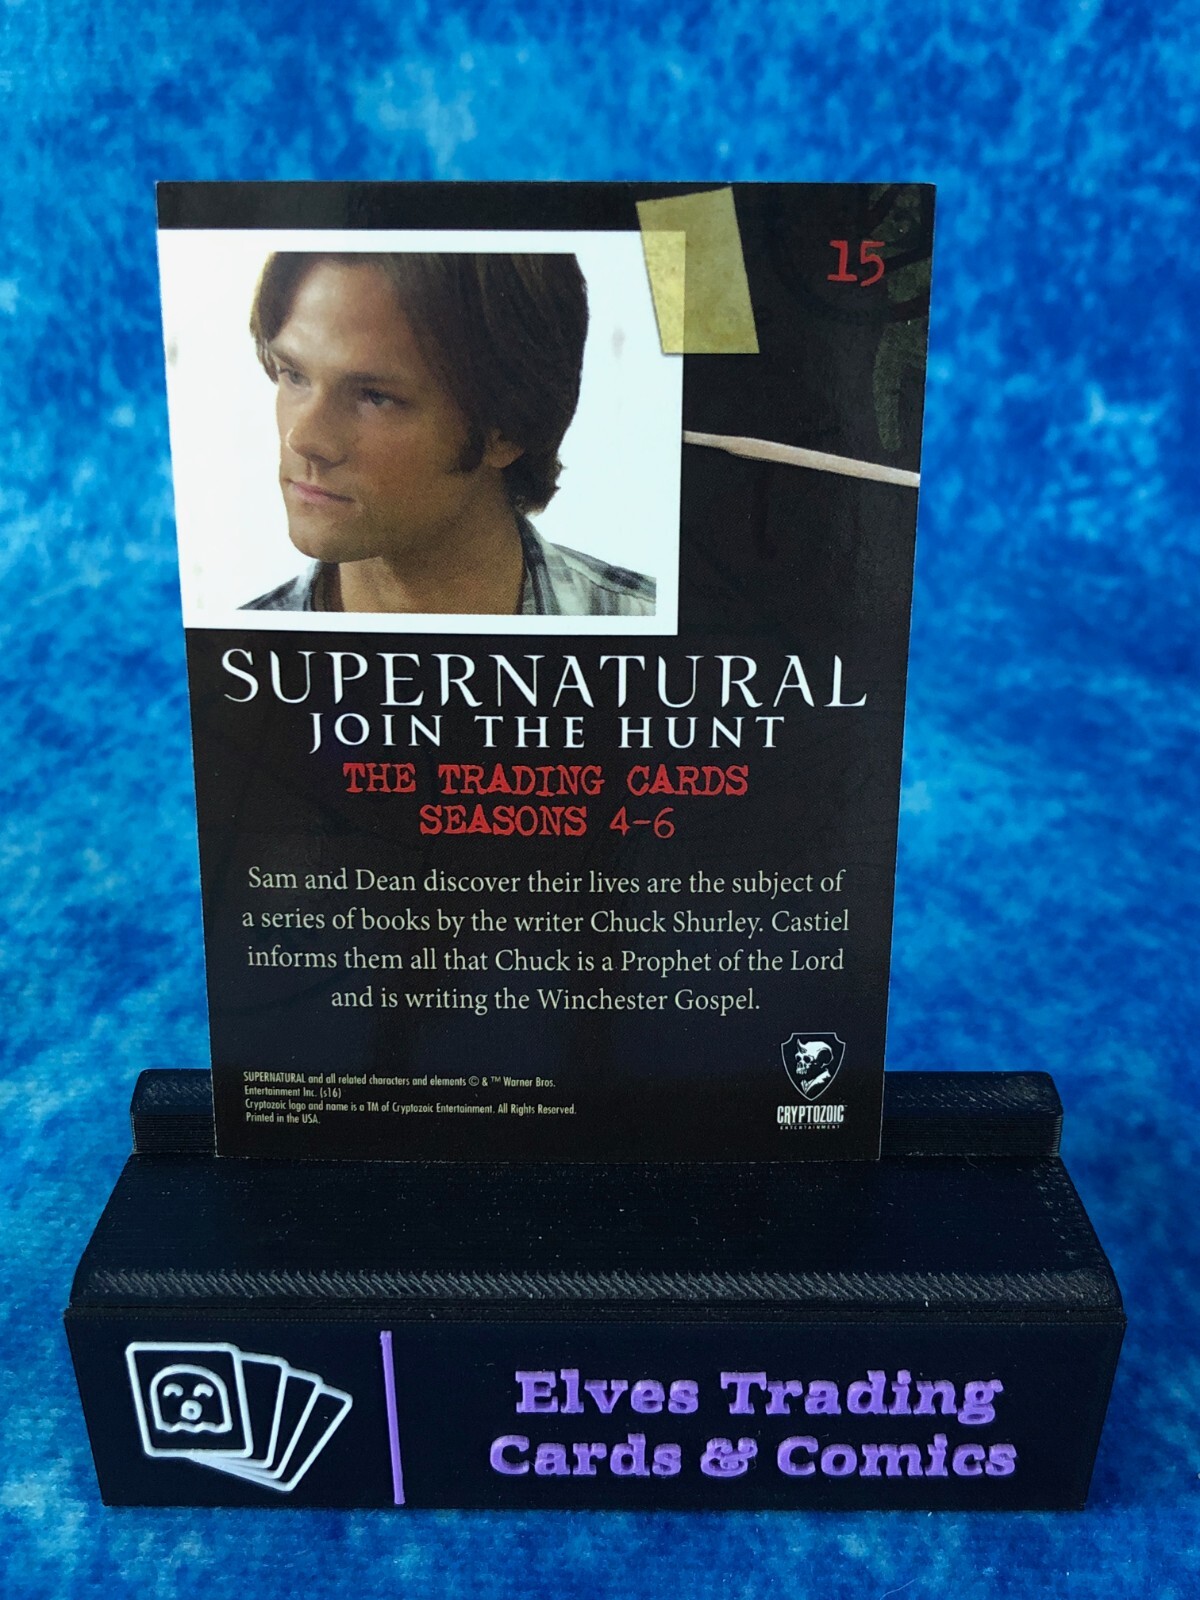 15
SUPERNATURAL
JOIN THE HUNT
THE TRADING CARDS
SEASONS 4-6
Sam and Dean discover their lives are the subject of
a series of books by the writer Chuck Shurley. Castiel
informs them all that Chuck is a Prophet of the Lord
and is writing the Winchester Gospel.
SUPERNATURAL and all related characters and elements © & ™ Warner Bros.
Entertainment Inc. (s16)
Cryptozoic logo and name is a TM of Cryptozoic Entertainment. All Rights Reserved.
Printed in the USA.
CRYPTOZOIC
ENTERTAINMENT
Elves Trading
Cards & Comics